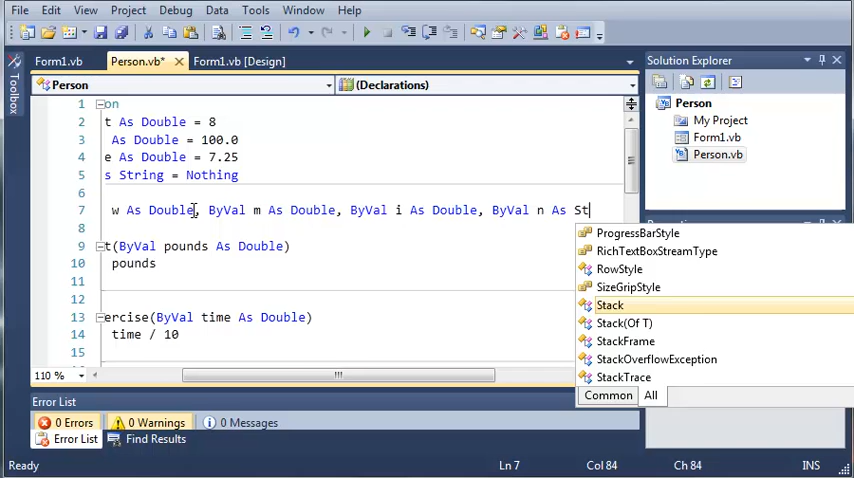 File Edit View Project Debug Data Tools Window Help
Form1.vb Person.vb* Form1.vb [Design]
Solution Explorer
Toolbox
Person (Declarations)
1 on
2 t As Double = 8
3 As Double = 100.0
4 e As Double = 7.25
5 s String = Nothing
6
7 w As Double, ByVal m As Double, ByVal i As Double, ByVal n As St
8
9 t(ByVal pounds As Double)
10 pounds
11
12
13 ercise(ByVal time As Double)
14 time / 10
15
ProgressBarStyle
RichTextBoxStreamType
RowStyle
SizeGripStyle
Stack
Stack(Of T)
StackFrame
StackOverflowException
StackTrace
Common All
Person
My Project
Form1.vb
Person.vb
110 %
Error List
0 Errors 0 Warnings 0 Messages
Error List Find Results
Ready Ln 7 Col 84 Ch 84 INS